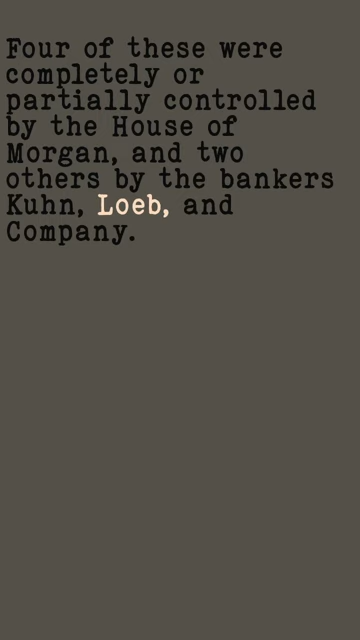 Four of these were
completely or
partially controlled
by the House of
Morgan, and two
others by the bankers
Kuhn, Loeb, and
Company.